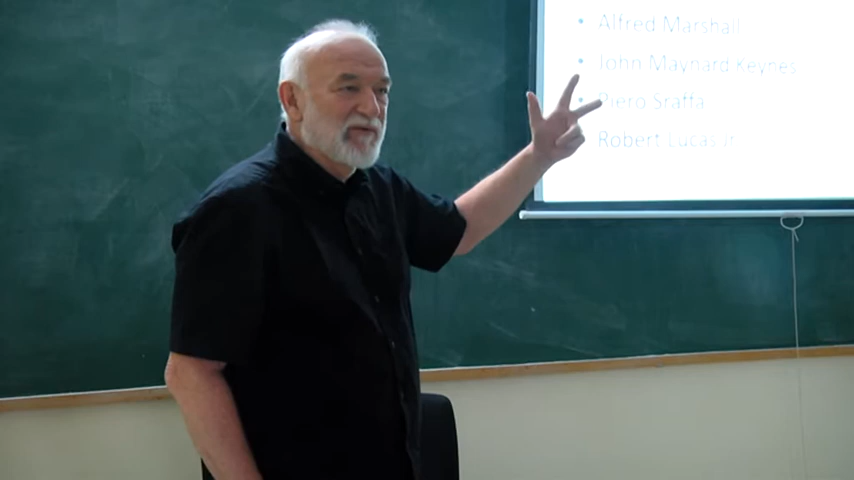 • Alfred Marshall
• John Maynard Keynes
• Piero Sraffa
Robert Lucas jr